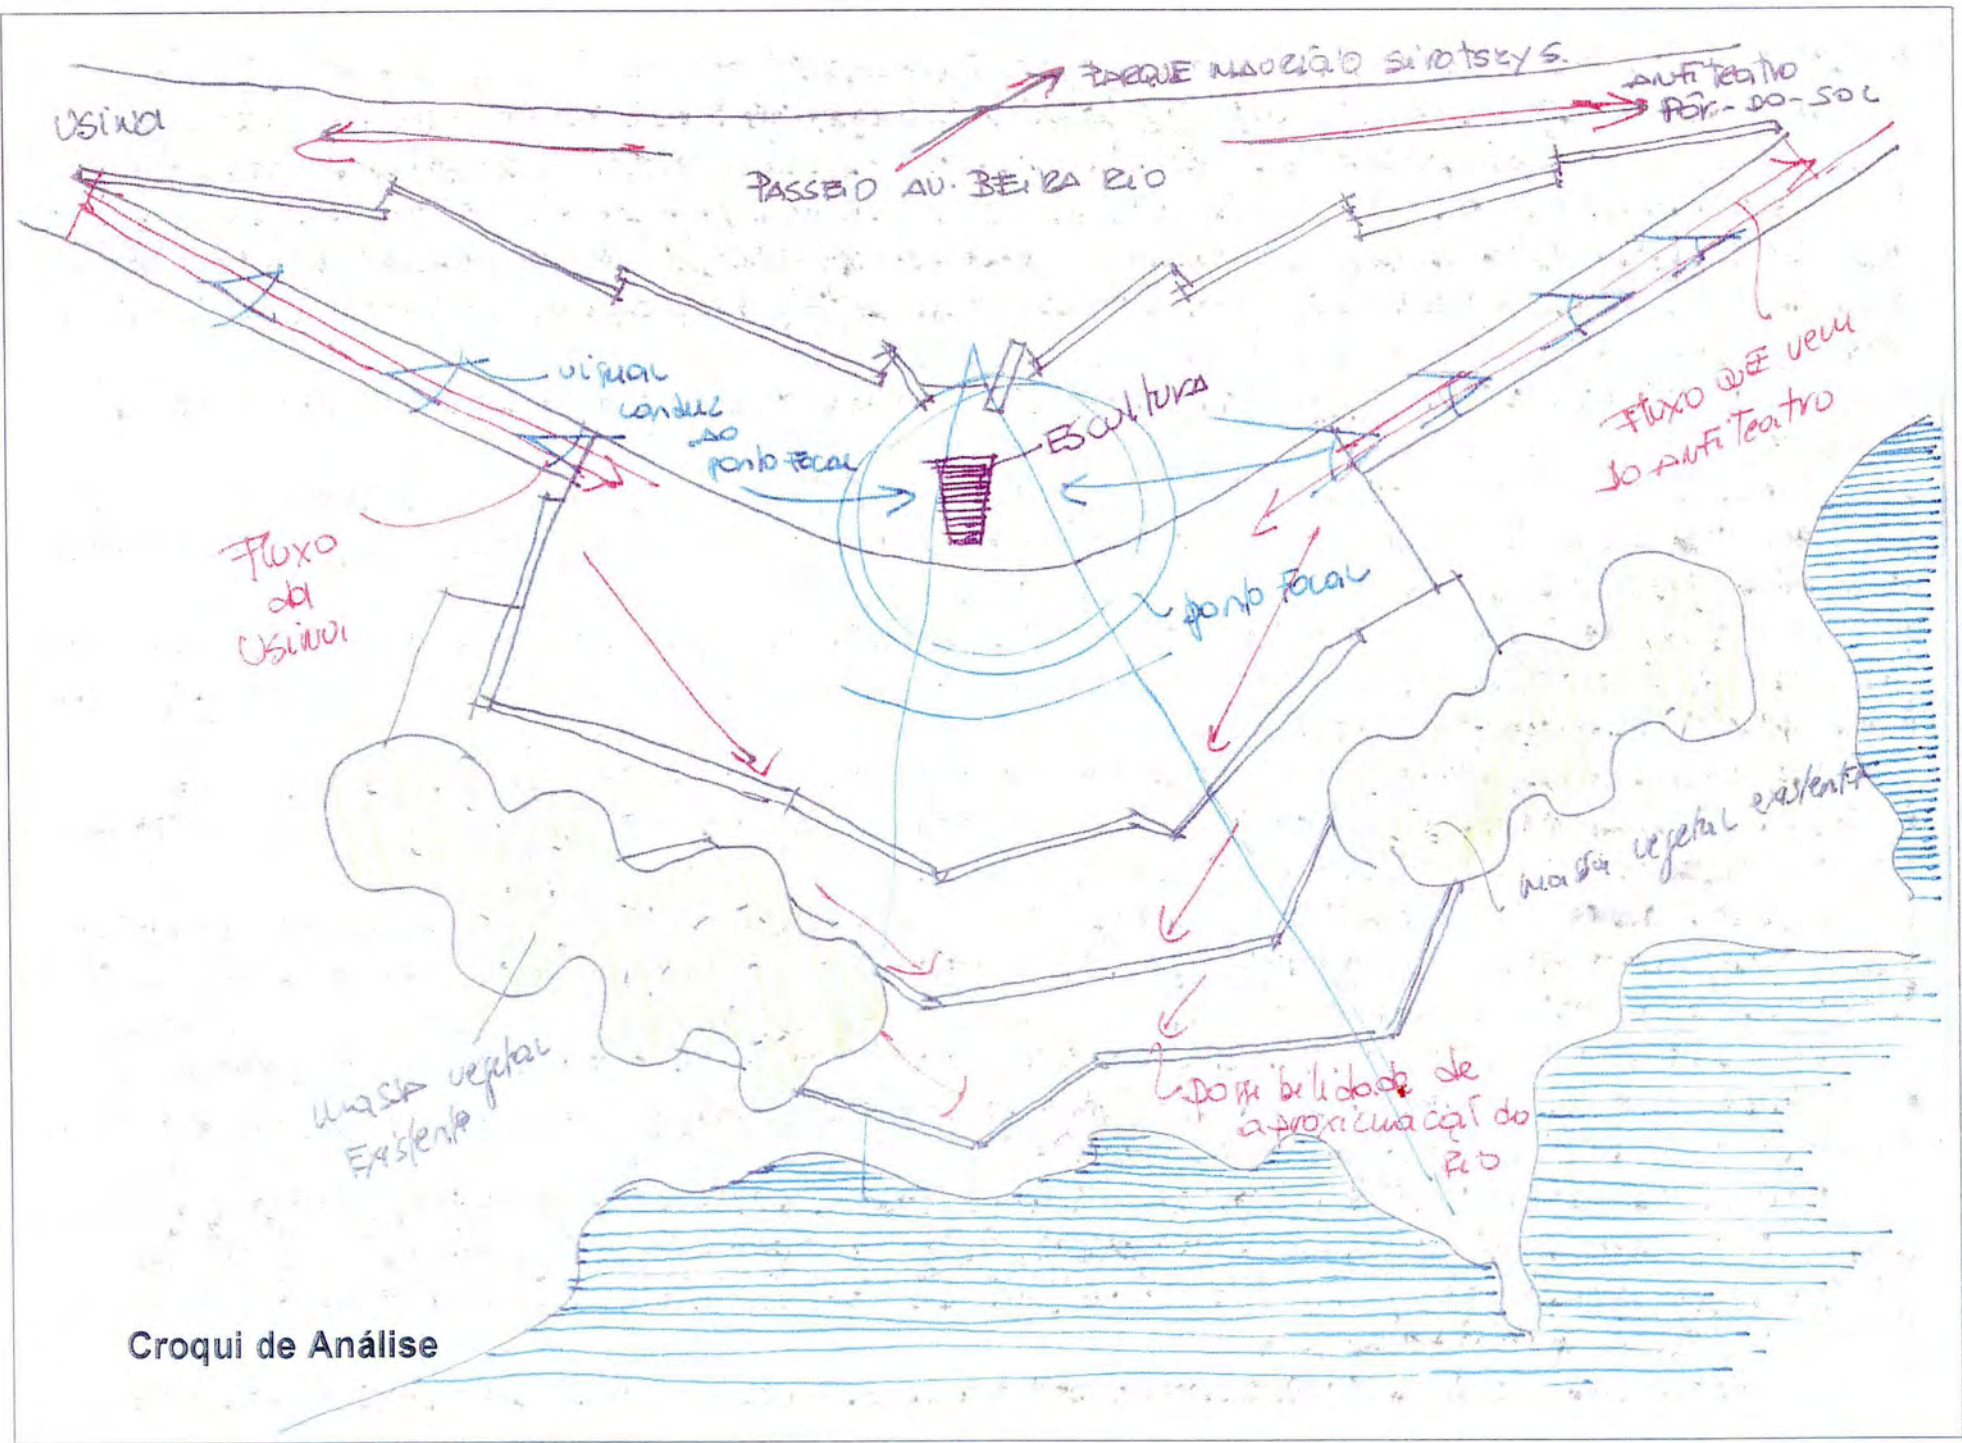 PARQUE MAURÍCIO SIROTSKY S.
USINA
ANFITEATRO
PÔR-DO-SOL
PASSEIO AV. BEIRA RIO
visual
conduz
AO
ponto FOCAL
ESCULTURA
FLUXO QUE vem
do ANFITEATRO
FLUXO
da
USINA
ponto FOCAL
massa vegetal existente
massa vegetal
Existente
possibilidade de
aproximação do
RIO
Croqui de Análise